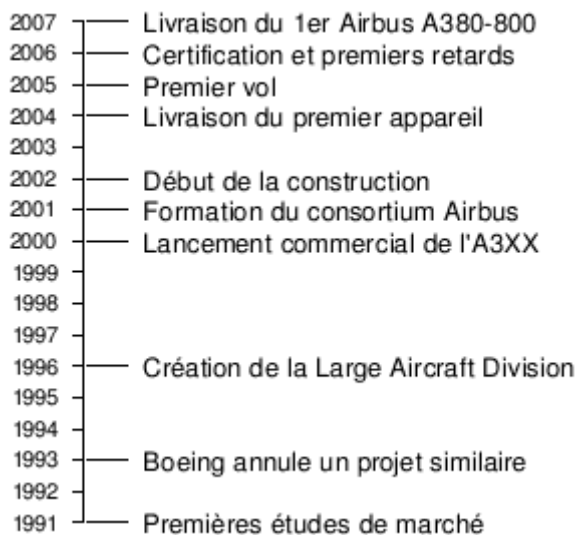 2007 Livraison du 1er Airbus A380-800
2006 Certification et premiers retards
2005 Premier vol
2004 Livraison du premier appareil
2003
2002 Début de la construction
2001 Formation du consortium Airbus
2000 Lancement commercial de l'A3XX
1999
1998
1997
1996 Création de la Large Aircraft Division
1995
1994
1993 Boeing annule un projet similaire
1992
1991 Premières études de marché